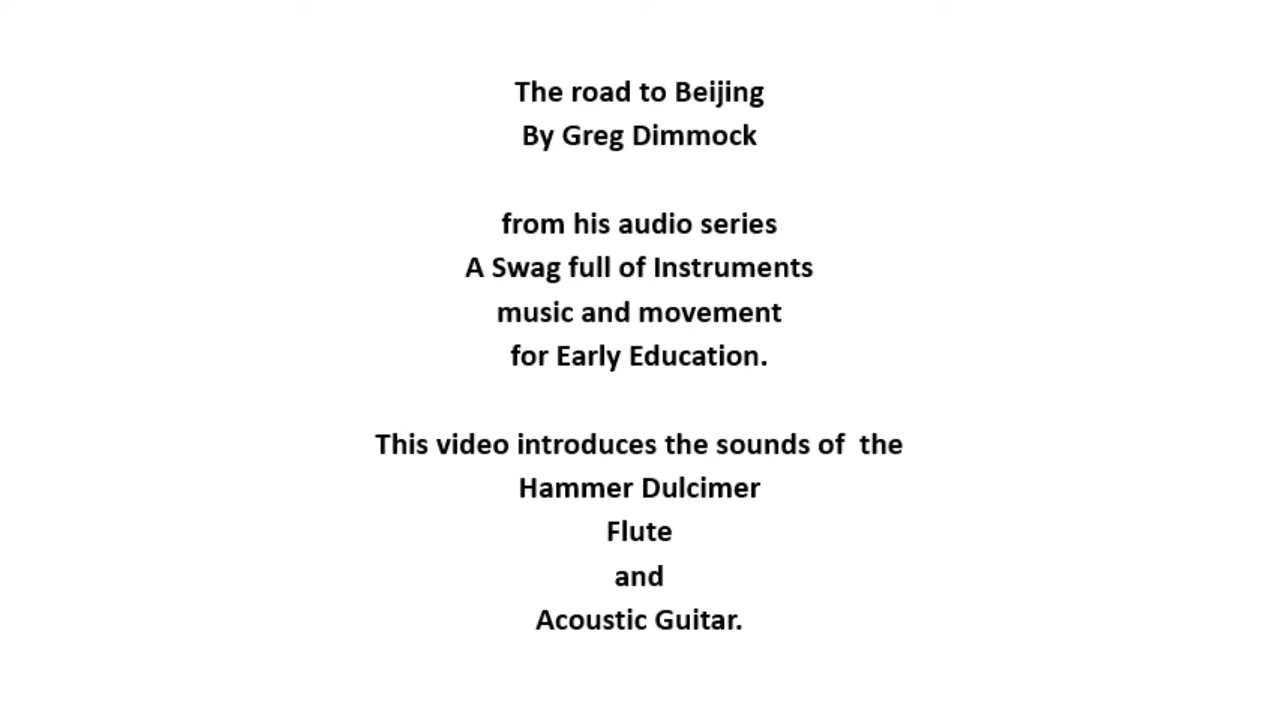 The road to Beijing
By Greg Dimmock
from his audio series
A Swag full of Instruments
music and movement
for Early Education.
This video introduces the sounds of  the
Hammer Dulcimer
Flute
and
Acoustic Guitar.